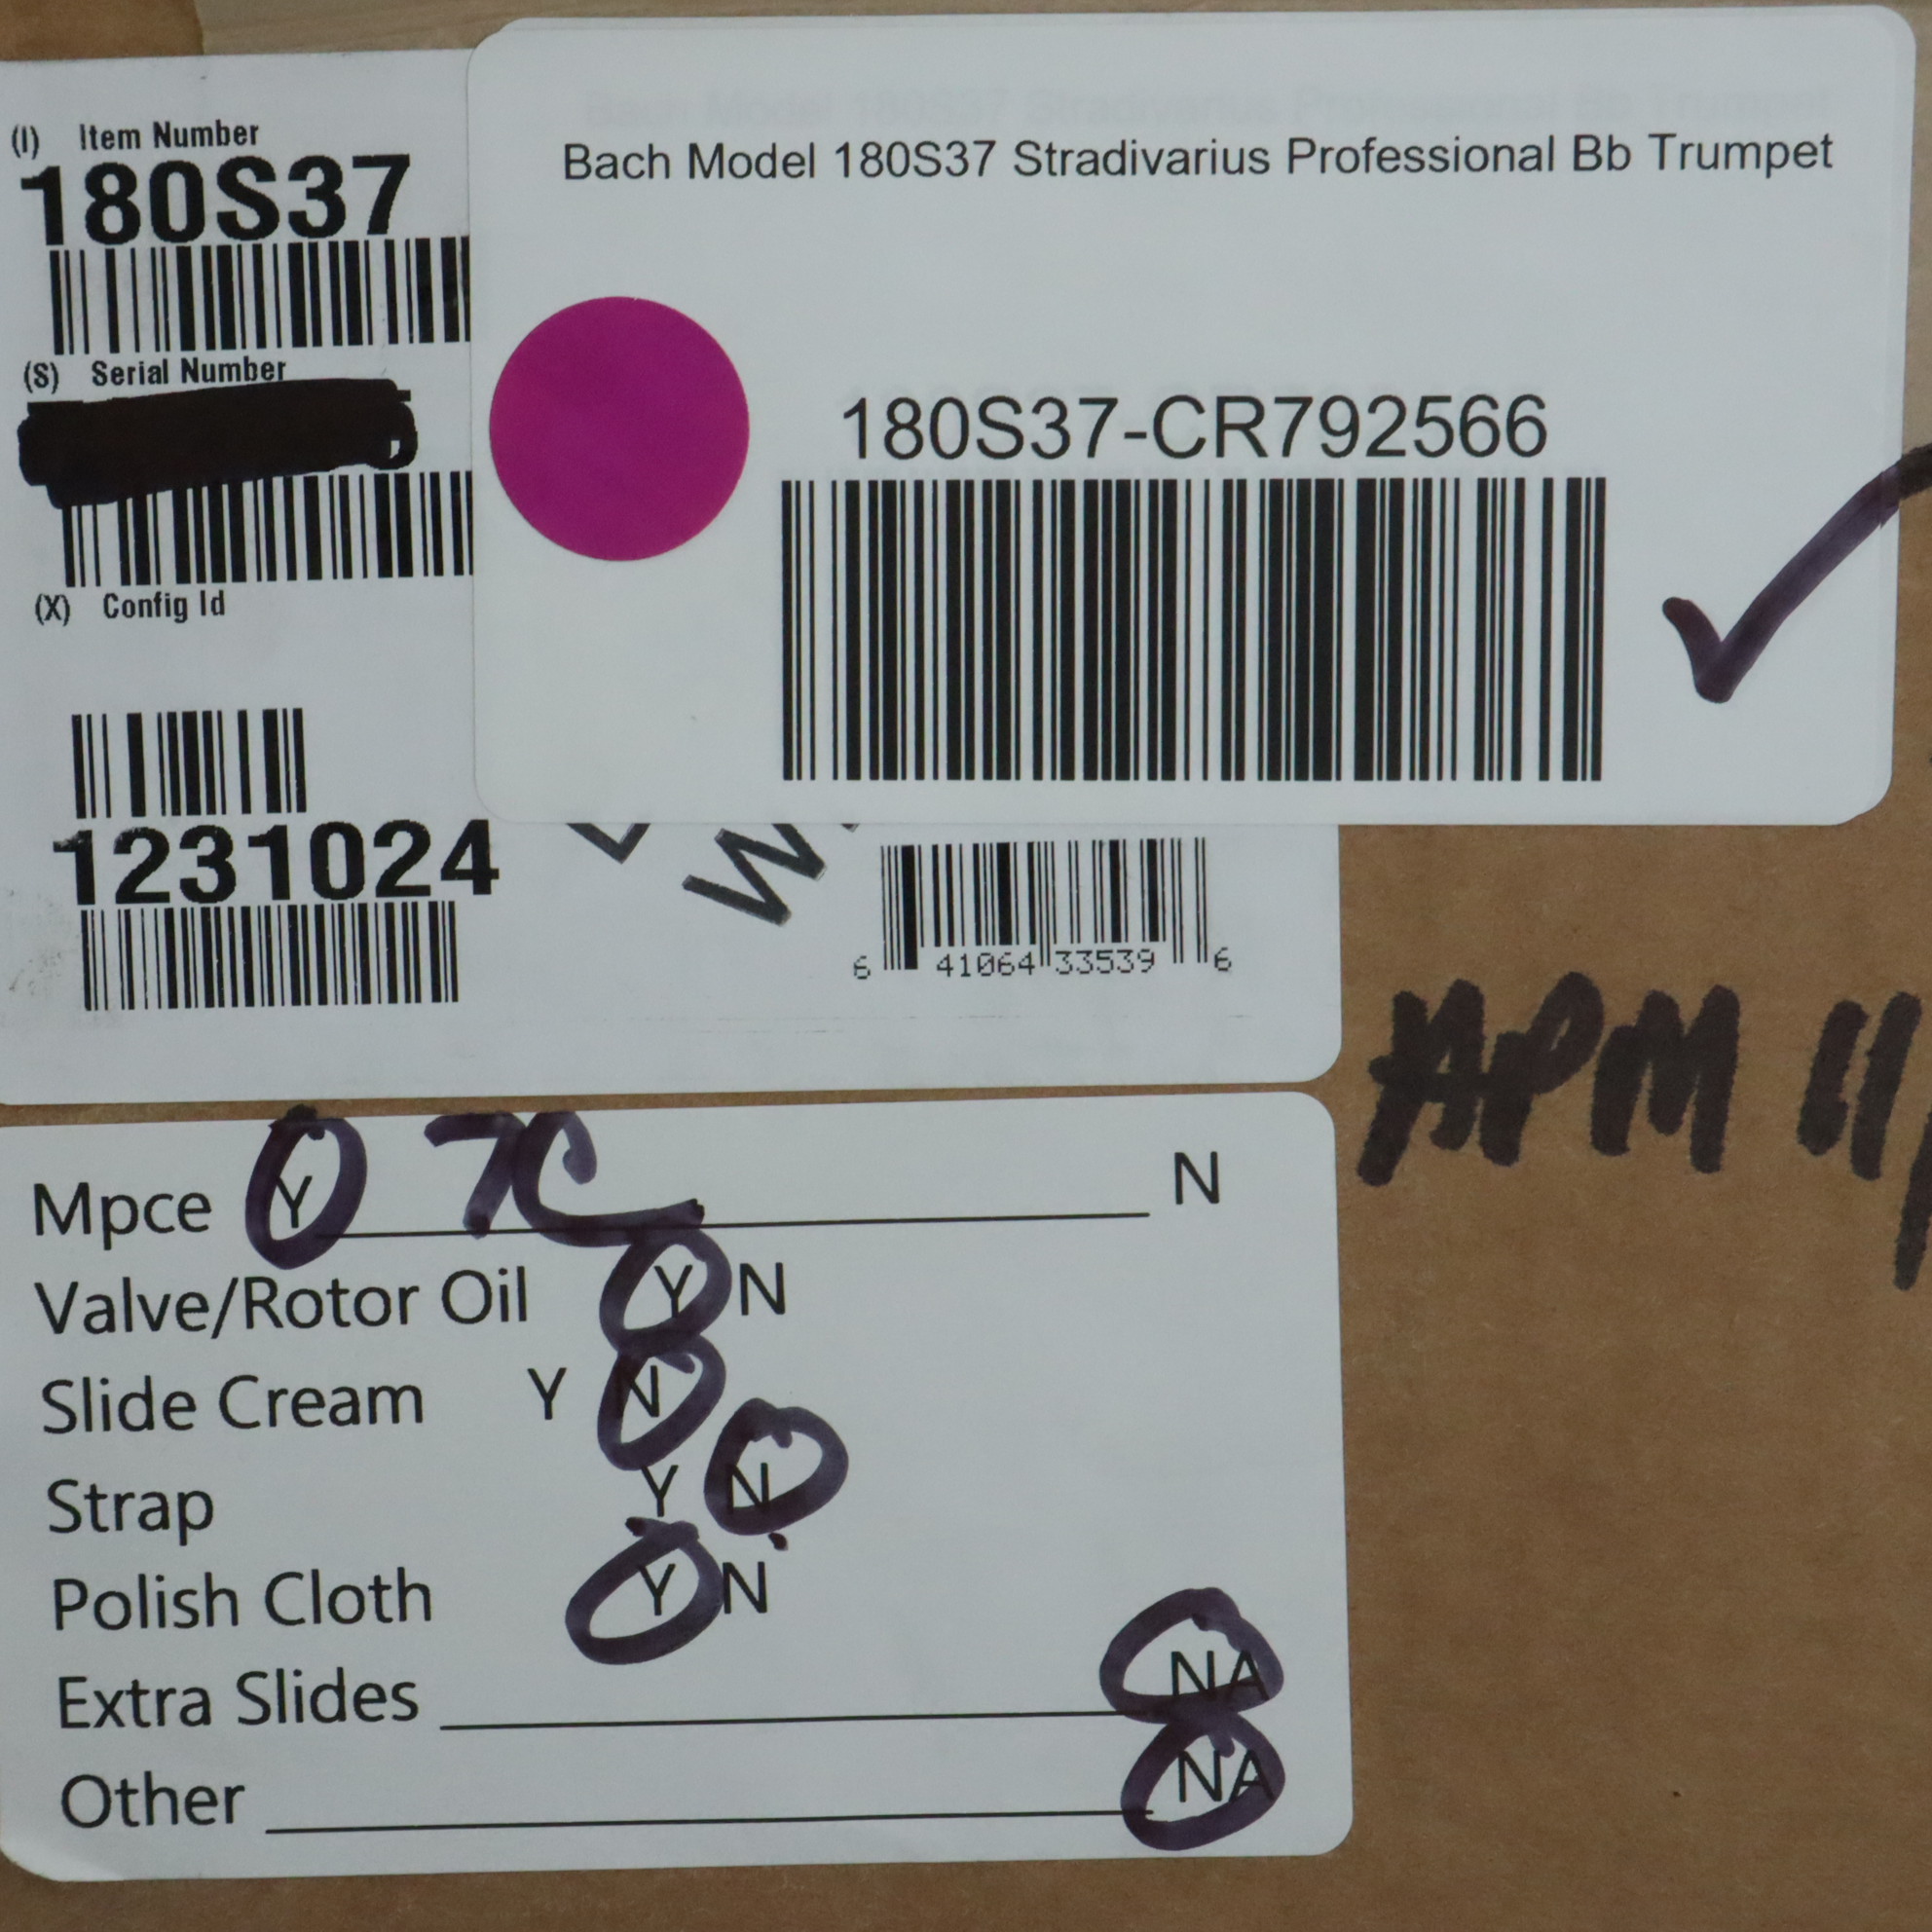 (I) Item Number
180S37
(S) Serial Number
(X) Config Id
1231024
Bach Model 180S37 Stradivarius Professional Bb Trumpet
180S37-CR792566
W
6 41064 33539 6
APM 11/
Mpce Y 7C N
Valve/Rotor Oil Y N
Slide Cream Y N
Strap Y N
Polish Cloth Y N
Extra Slides NA
Other NA